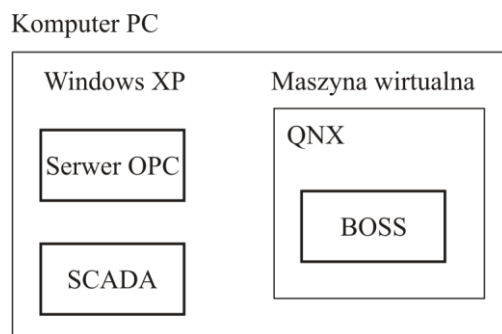 Komputer PC
Windows XP
Maszyna wirtualna
Serwer OPC
QNX
BOSS
SCADA